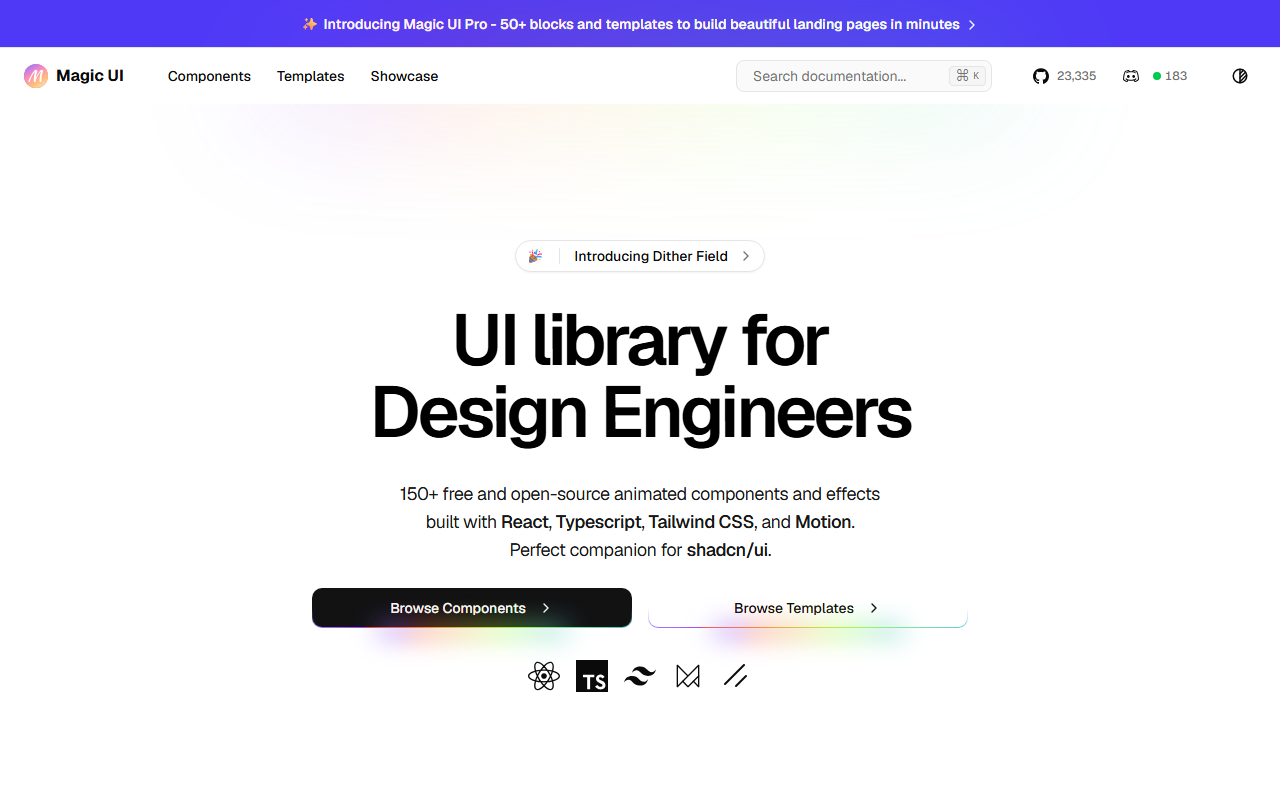 ✨ Introducing Magic UI Pro - 50+ blocks and templates to build beautiful landing pages in minutes
Magic UI
Components
Templates
Showcase
Search documentation...
⌘ K
23,335
183
🎉 Introducing Dither Field
UI library for
Design Engineers
150+ free and open-source animated components and effects
built with React, Typescript, Tailwind CSS, and Motion.
Perfect companion for shadcn/ui.
Browse Components
Browse Templates
TS